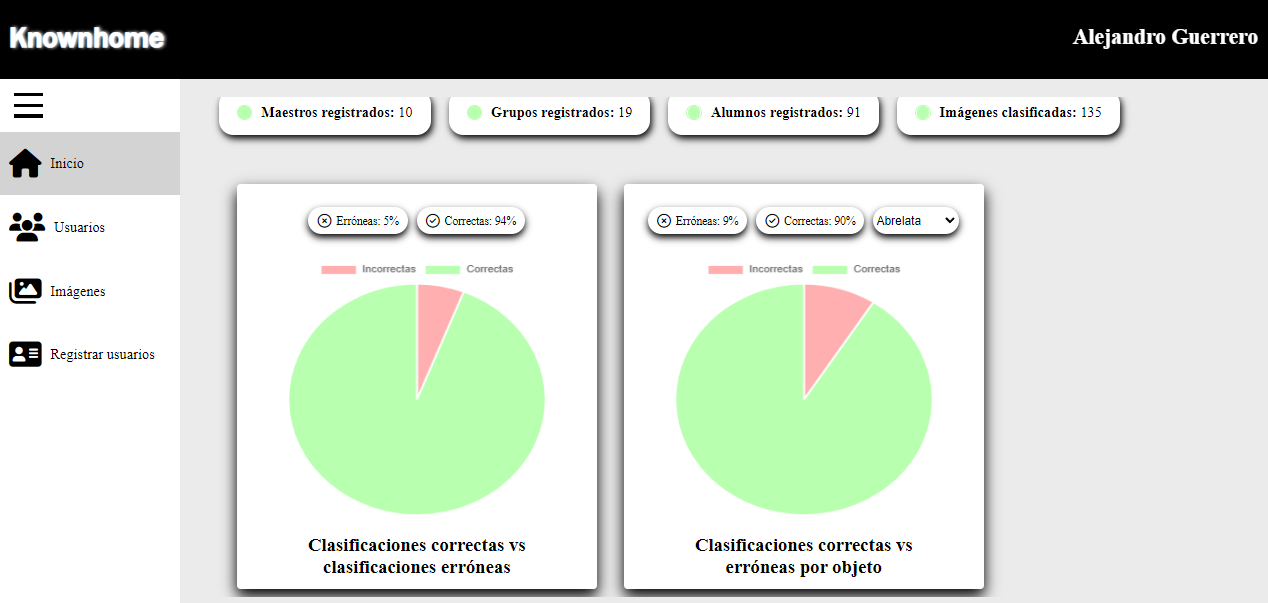 Knownhome
Alejandro Guerrero
Maestros registrados: 10
Grupos registrados: 19
Alumnos registrados: 91
Imágenes clasificadas: 135
Inicio
Usuarios
Imágenes
Registrar usuarios
Erróneas: 5%
Correctas: 94%
Incorrectas
Correctas
Clasificaciones correctas vs
clasificaciones erróneas
Erróneas: 9%
Correctas: 90%
Abrelata
Incorrectas
Correctas
Clasificaciones correctas vs
erróneas por objeto